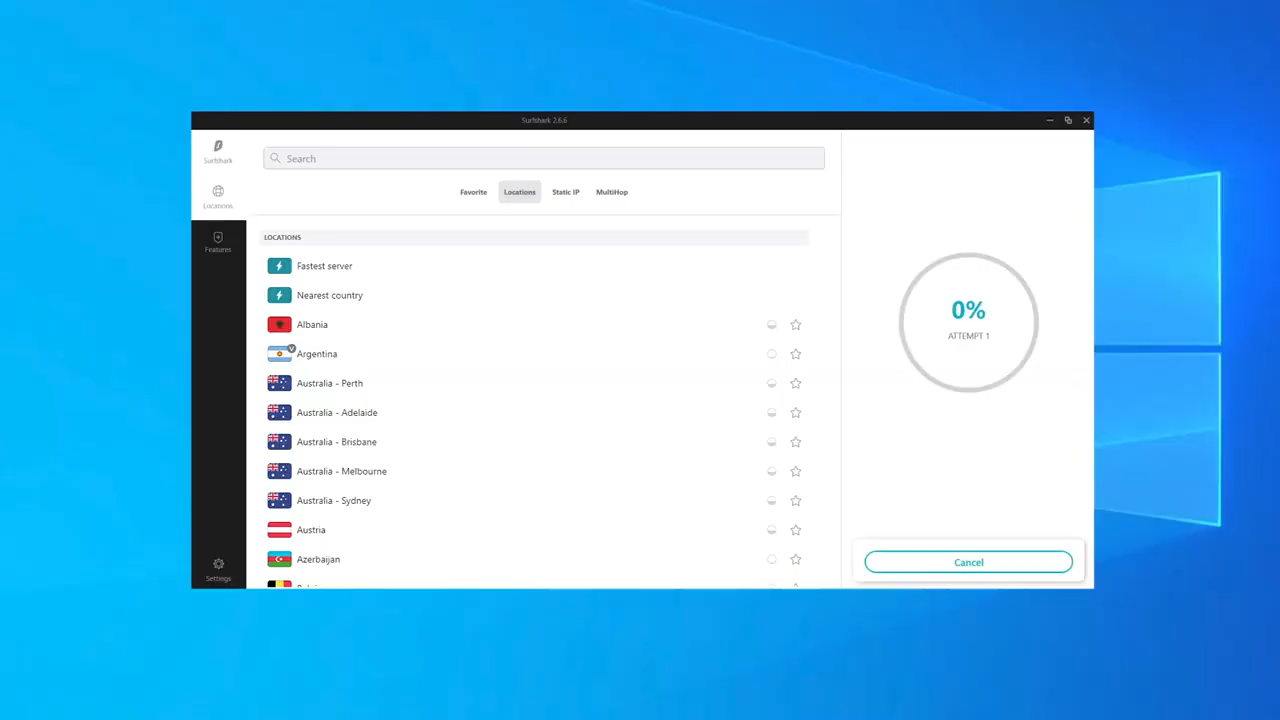 Surfshark 2.6.6
Surfshark
Search
Locations
Favorite Locations Static IP MultiHop
Features
LOCATIONS
Fastest server
Nearest country
Albania
V
Argentina
Australia - Perth
Australia - Adelaide
Australia - Brisbane
Australia - Melbourne
Australia - Sydney
Austria
Azerbaijan
0%
ATTEMPT 1
Cancel
Settings